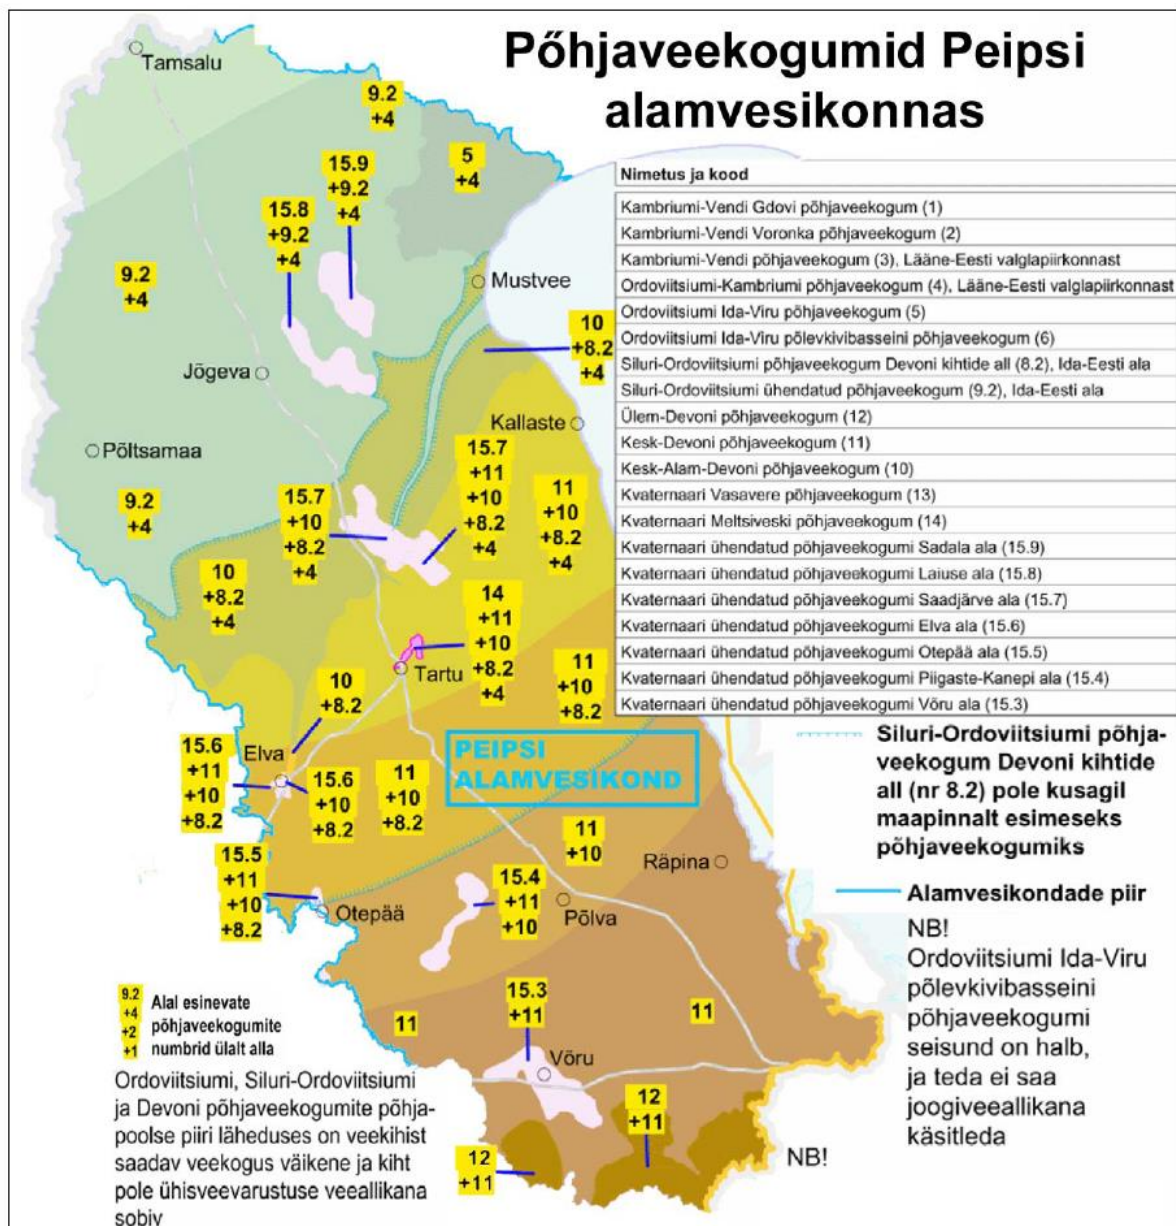 Põhjaveekogumid Peipsi
alamvesikonnas
Tamsalu
9.2
+4
5
+4
15.9
+9.2
+4
15.8
+9.2
+4
9.2
+4
Mustvee
10
+8.2
+4
Jõgeva
Kallaste
Põltsamaa
9.2
+4
15.7
+10
+8.2
+4
15.7
+11
+10
+8.2
+4
11
+10
+8.2
+4
10
+8.2
+4
14
+11
+10
+8.2
+4
Tartu
11
+10
+8.2
10
+8.2
Elva
15.6
+11
+10
+8.2
15.6
+10
+8.2
11
+10
+8.2
PEIPSI
ALAMVESIKOND
11
+10
Räpina
15.5
+11
+10
+8.2
Otepää
15.4
+11
+10
Põlva
15.3
+11
11
11
Võru
12
+11
12
+11
NB!
Nimetus ja kood
Kambriumi-Vendi Gdovi põhjaveekogum (1)
Kambriumi-Vendi Voronka põhjaveekogum (2)
Kambriumi-Vendi põhjaveekogum (3), Lääne-Eesti valglapiirkonnast
Ordoviitsiumi-Kambriumi põhjaveekogum (4), Lääne-Eesti valglapiirkonnast
Ordoviitsiumi Ida-Viru põhjaveekogum (5)
Ordoviitsiumi Ida-Viru põlevkivibasseini põhjaveekogum (6)
Siluri-Ordoviitsiumi põhjaveekogum Devoni kihtide all (8.2), Ida-Eesti ala
Siluri-Ordoviitsiumi ühendatud põhjaveekogum (9.2), Ida-Eesti ala
Ülem-Devoni põhjaveekogum (12)
Kesk-Devoni põhjaveekogum (11)
Kesk-Alam-Devoni põhjaveekogum (10)
Kvaternaari Vasavere põhjaveekogum (13)
Kvaternaari Meltsiveski põhjaveekogum (14)
Kvaternaari ühendatud põhjaveekogumi Sadala ala (15.9)
Kvaternaari ühendatud põhjaveekogumi Laiuse ala (15.8)
Kvaternaari ühendatud põhjaveekogumi Saadjärve ala (15.7)
Kvaternaari ühendatud põhjaveekogumi Elva ala (15.6)
Kvaternaari ühendatud põhjaveekogumi Otepää ala (15.5)
Kvaternaari ühendatud põhjaveekogumi Piigaste-Kanepi ala (15.4)
Kvaternaari ühendatud põhjaveekogumi Võru ala (15.3)
Siluri-Ordoviitsiumi põhja-
veekogum Devoni kihtide
all (nr 8.2) pole kusagil
maapinnalt esimeseks
põhjaveekogumiks
Alamvesikondade piir
NB!
Ordoviitsiumi Ida-Viru
põlevkivibasseini
põhjaveekogumi
seisund on halb,
ja teda ei saa
joogiveeallikana
käsitleda
9.2
+4
+2
+1
Alal esinevate
põhjaveekogumite
numbrid ülalt alla
Ordoviitsiumi, Siluri-Ordoviitsiumi
ja Devoni põhjaveekogumite põhja-
poolse piiri läheduses on veekihist
saadav veekogus väikene ja kiht
pole ühisveevarustuse veeallikana
sobiv